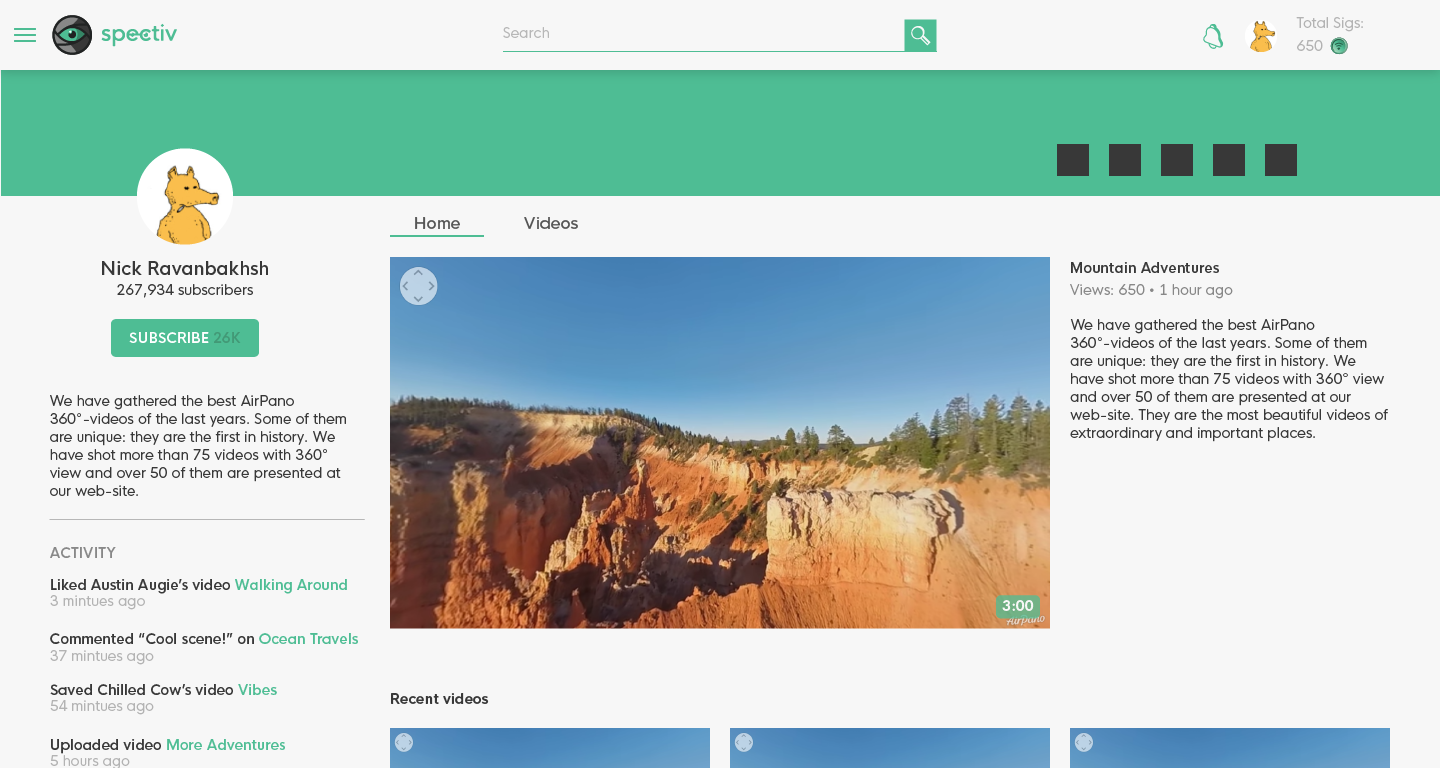 spectiv
Search
Total Sigs:
650
Home
Videos
Nick Ravanbakhsh
267,934 subscribers
SUBSCRIBE 26K
We have gathered the best AirPano
360°-videos of the last years. Some of them
are unique: they are the first in history. We
have shot more than 75 videos with 360°
view and over 50 of them are presented at
our web-site.
ACTIVITY
Liked Austin Augie's video Walking Around
3 mintues ago
Commented “Cool scene!” on Ocean Travels
37 mintues ago
Saved Chilled Cow's video Vibes
54 mintues ago
Uploaded video More Adventures
5 hours ago
3:00
AirPano
Mountain Adventures
Views: 650 • 1 hour ago
We have gathered the best AirPano
360°-videos of the last years. Some of them
are unique: they are the first in history. We
have shot more than 75 videos with 360° view
and over 50 of them are presented at our
web-site. They are the most beautiful videos of
extraordinary and important places.
Recent videos